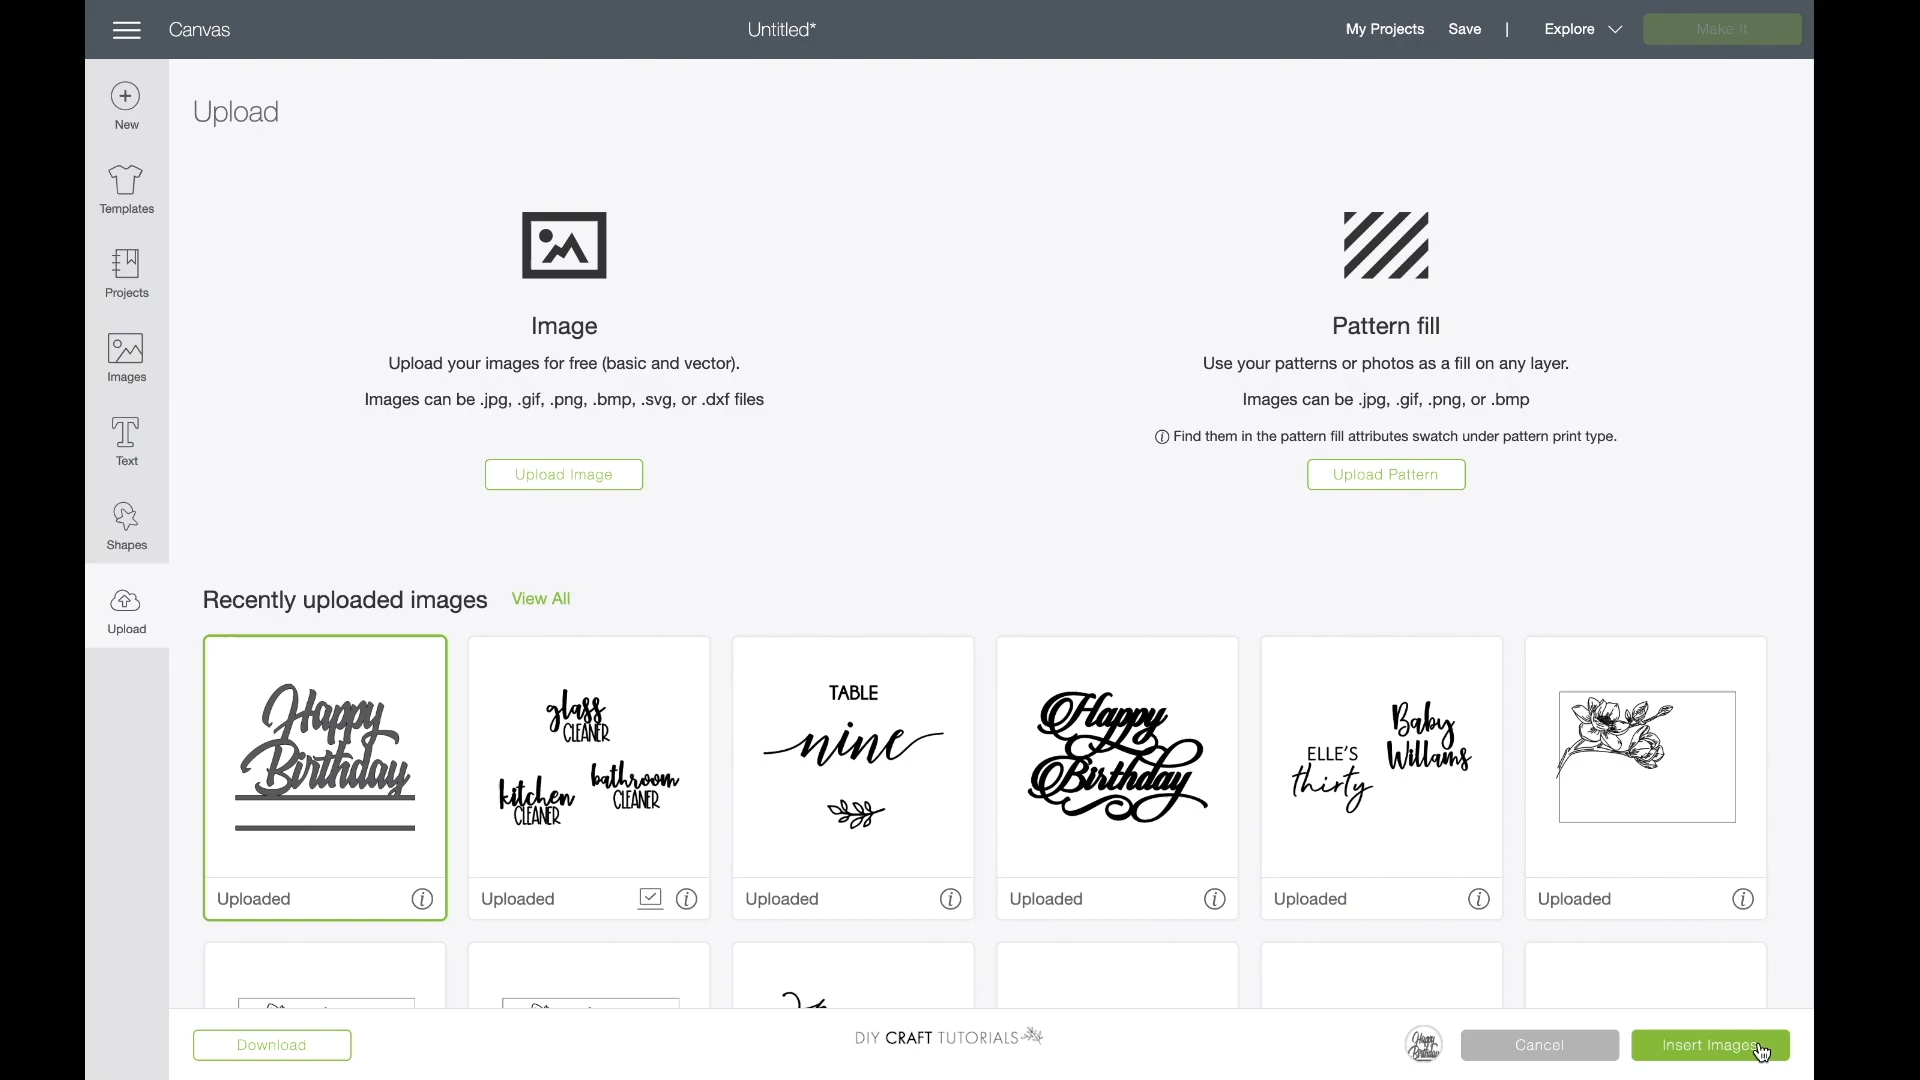 Canvas
Untitled*
My Projects
Save
|
Explore
Make It
New
Templates
Projects
Images
Text
Shapes
Upload
Upload
Image
Upload your images for free (basic and vector).
Images can be .jpg, .gif, .png, .bmp, .svg, or .dxf files
Upload Image
Pattern fill
Use your patterns or photos as a fill on any layer.
Images can be .jpg, .gif, .png, or .bmp
Find them in the pattern fill attributes swatch under pattern print type.
Upload Pattern
Recently uploaded images
View All
Happy
Birthday
Uploaded
glass
CLEANER
kitchen
CLEANER
bathroom
CLEANER
Uploaded
TABLE
nine
Uploaded
Happy
Birthday
Uploaded
ELLE'S
thirty
Baby
Willams
Uploaded
Uploaded
Download
DIY CRAFT TUTORIALS
Happy
Birthday
Cancel
Insert Images